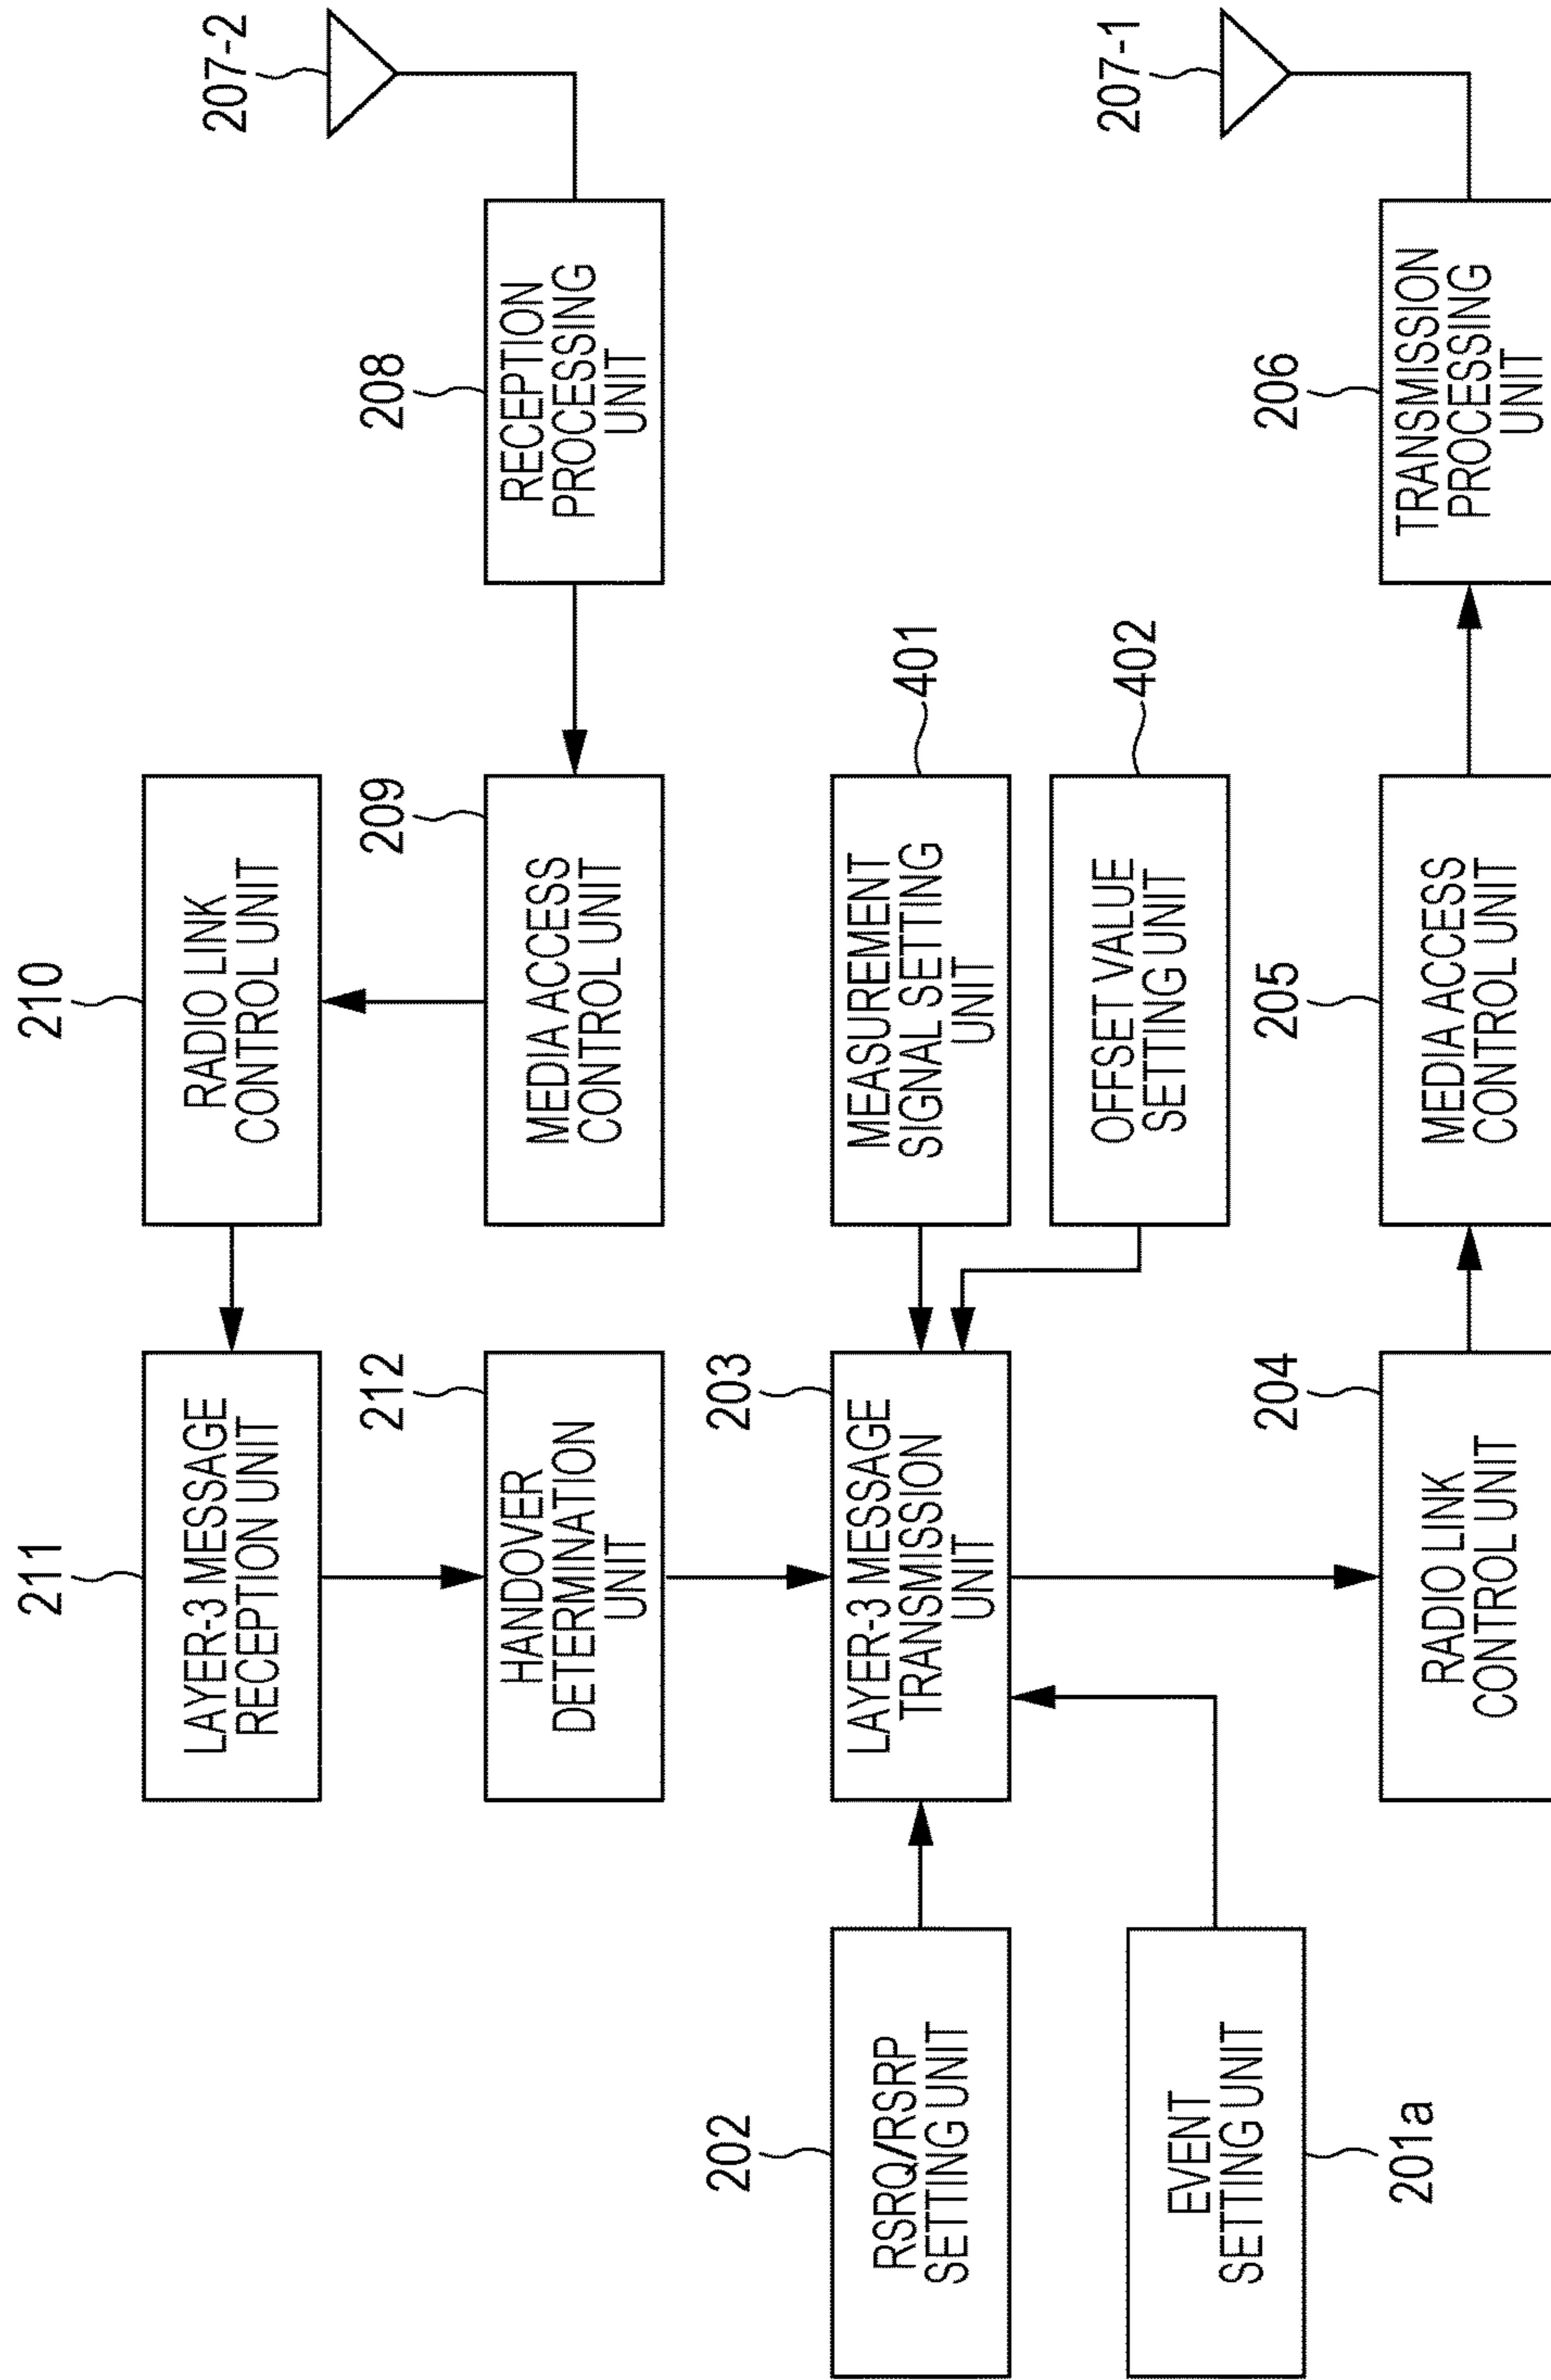 211
LAYER-3 MESSAGE
RECEPTION UNIT
210
RADIO LINK
CONTROL UNIT
207-2
212
HANDOVER
DETERMINATION
UNIT
209
MEDIA ACCESS
CONTROL UNIT
208
RECEPTION
PROCESSING
UNIT
202
RSRQ/RSRP
SETTING UNIT
203
LAYER-3 MESSAGE
TRANSMISSION
UNIT
MEASUREMENT
SIGNAL SETTING
UNIT
401
EVENT
SETTING UNIT
201a
OFFSET VALUE
SETTING UNIT
402
204
RADIO LINK
CONTROL UNIT
205
MEDIA ACCESS
CONTROL UNIT
206
TRANSMISSION
PROCESSING
UNIT
207-1